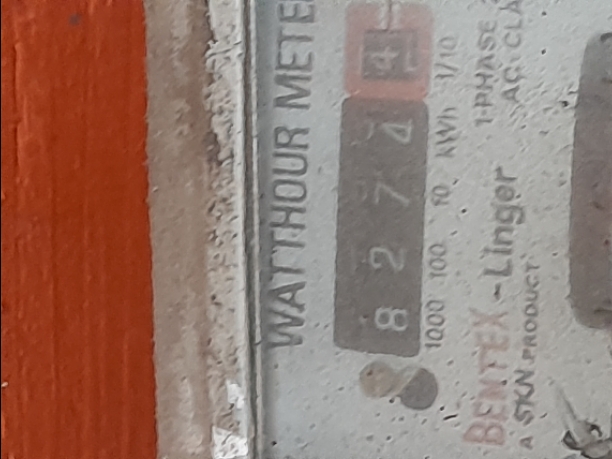 WATTHOUR METE
8 2 7 4 4
1000 100 10 kWh 1/10
BENTEX-Linger 1-PHASE
A SKN.PRODUCT AC. CLA